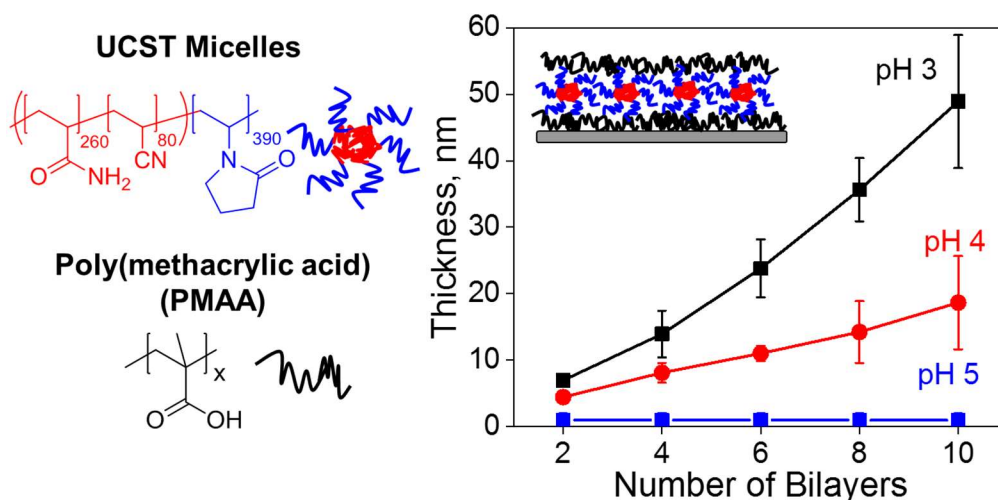 UCST Micelles
260
80
390
O
NH2
CN
N
O
Poly(methacrylic acid)
(PMAA)
x
O
OH
Thickness, nm
60
50
40
30
20
10
0
pH 3
pH 4
pH 5
2 4 6 8 10
Number of Bilayers